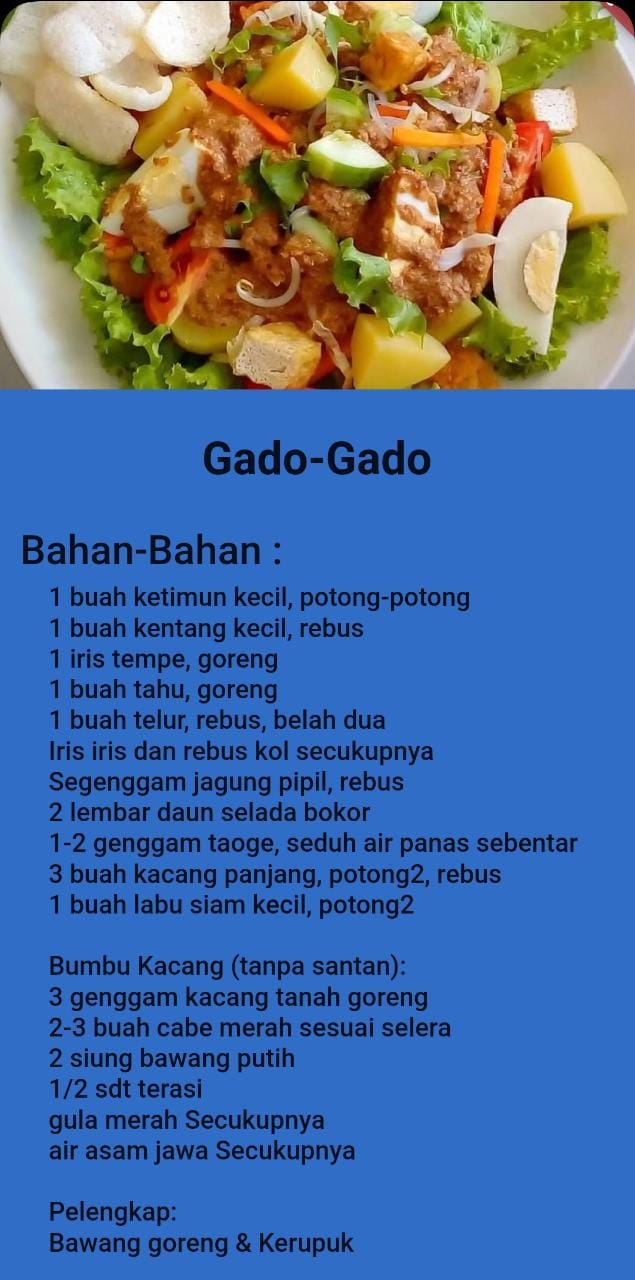 Gado-Gado
Bahan-Bahan :
1 buah ketimun kecil, potong-potong
1 buah kentang kecil, rebus
1 iris tempe, goreng
1 buah tahu, goreng
1 buah telur, rebus, belah dua
Iris iris dan rebus kol secukupnya
Segenggam jagung pipil, rebus
2 lembar daun selada bokor
1-2 genggam taoge, seduh air panas sebentar
3 buah kacang panjang, potong2, rebus
1 buah labu siam kecil, potong2
Bumbu Kacang (tanpa santan):
3 genggam kacang tanah goreng
2-3 buah cabe merah sesuai selera
2 siung bawang putih
1/2 sdt terasi
gula merah Secukupnya
air asam jawa Secukupnya
Pelengkap:
Bawang goreng & Kerupuk